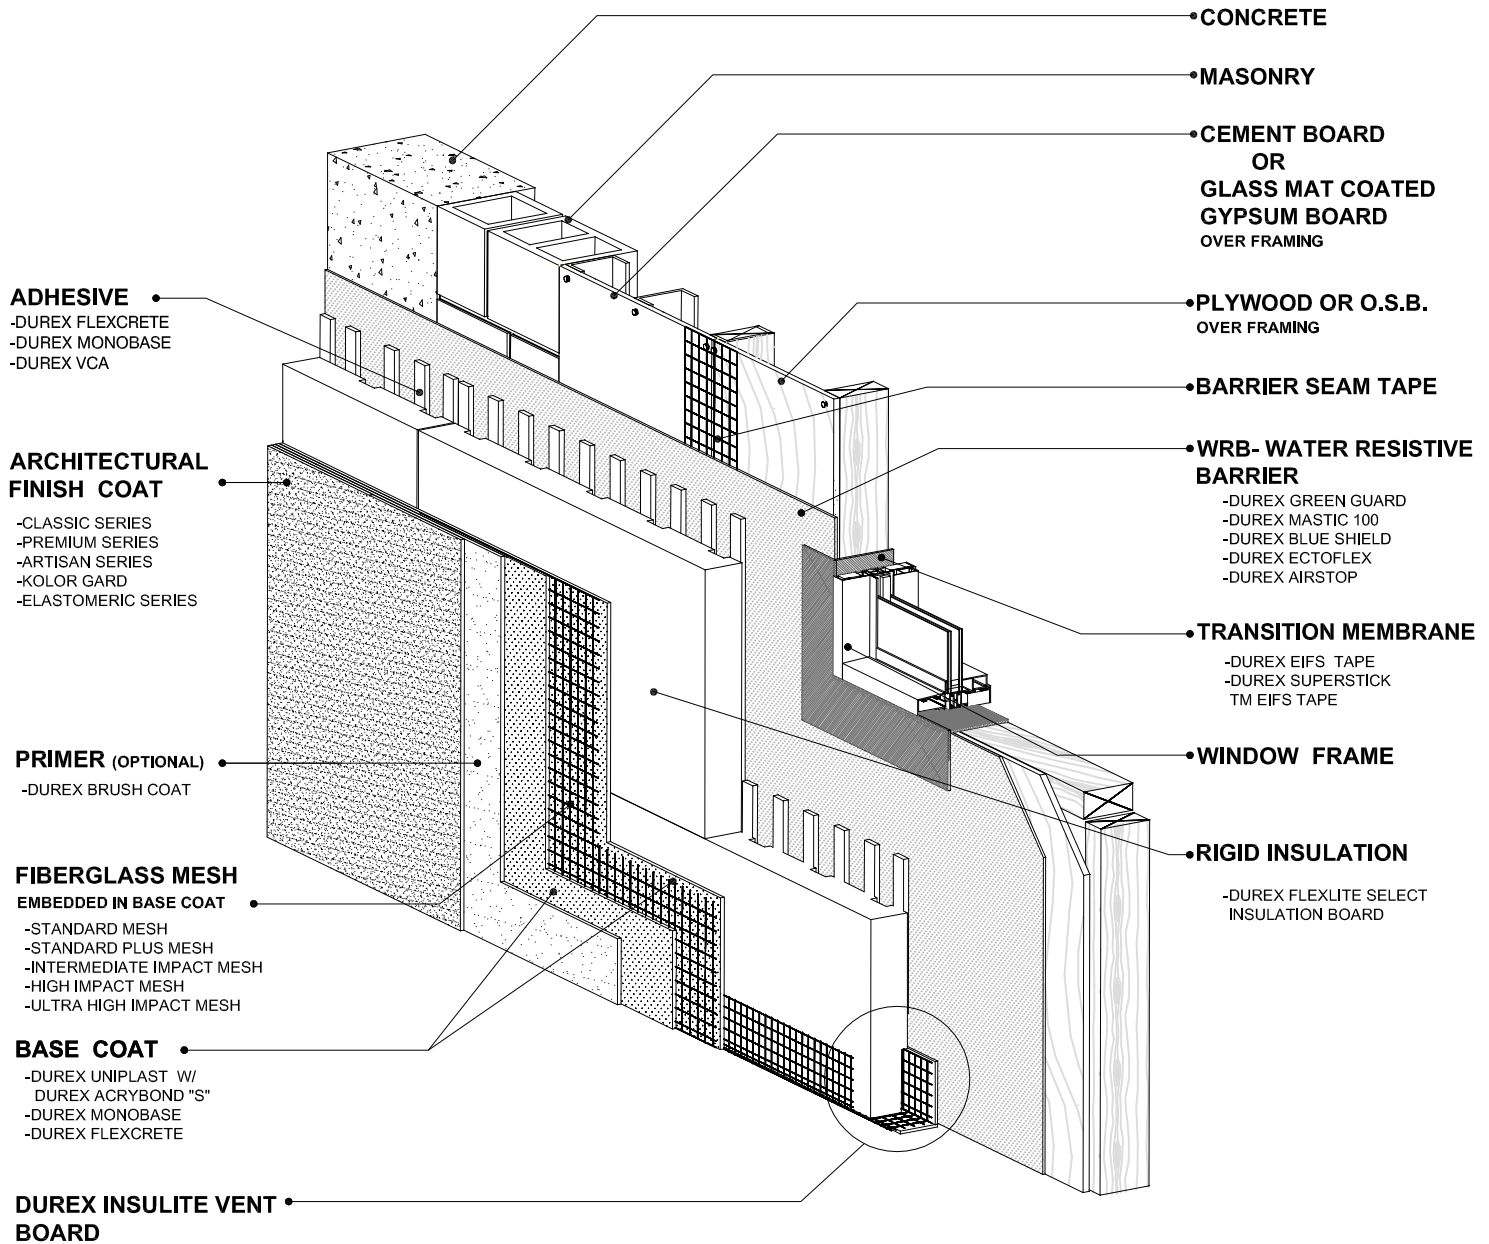 CONCRETE
MASONRY
CEMENT BOARD
OR
GLASS MAT COATED
GYPSUM BOARD
OVER FRAMING
PLYWOOD OR O.S.B.
OVER FRAMING
BARRIER SEAM TAPE
WRB- WATER RESISTIVE
BARRIER
-DUREX GREEN GUARD
-DUREX MASTIC 100
-DUREX BLUE SHIELD
-DUREX ECTOFLEX
-DUREX AIRSTOP
TRANSITION MEMBRANE
-DUREX EIFS TAPE
-DUREX SUPERSTICK
TM EIFS TAPE
WINDOW FRAME
RIGID INSULATION
-DUREX FLEXLITE SELECT
INSULATION BOARD
ADHESIVE
-DUREX FLEXCRETE
-DUREX MONOBASE
-DUREX VCA
ARCHITECTURAL
FINISH COAT
-CLASSIC SERIES
-PREMIUM SERIES
-ARTISAN SERIES
-KOLOR GARD
-ELASTOMERIC SERIES
PRIMER (OPTIONAL)
-DUREX BRUSH COAT
FIBERGLASS MESH
EMBEDDED IN BASE COAT
-STANDARD MESH
-STANDARD PLUS MESH
-INTERMEDIATE IMPACT MESH
-HIGH IMPACT MESH
-ULTRA HIGH IMPACT MESH
BASE COAT
-DUREX UNIPLAST W/
DUREX ACRYBOND "S"
-DUREX MONOBASE
-DUREX FLEXCRETE
DUREX INSULITE VENT
BOARD